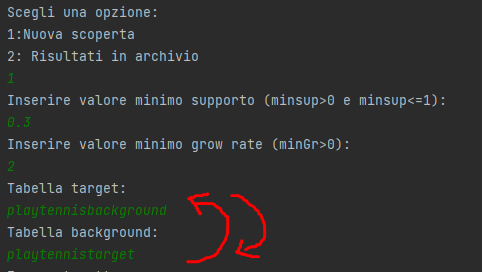 Scegli una opzione:
1:Nuova scoperta
2: Risultati in archivio
1
Inserire valore minimo supporto (minsup>0 e minsup<=1):
0.3
Inserire valore minimo grow rate (minGr>0):
2
Tabella target:
playtennisbackground
Tabella background:
playtennistarget